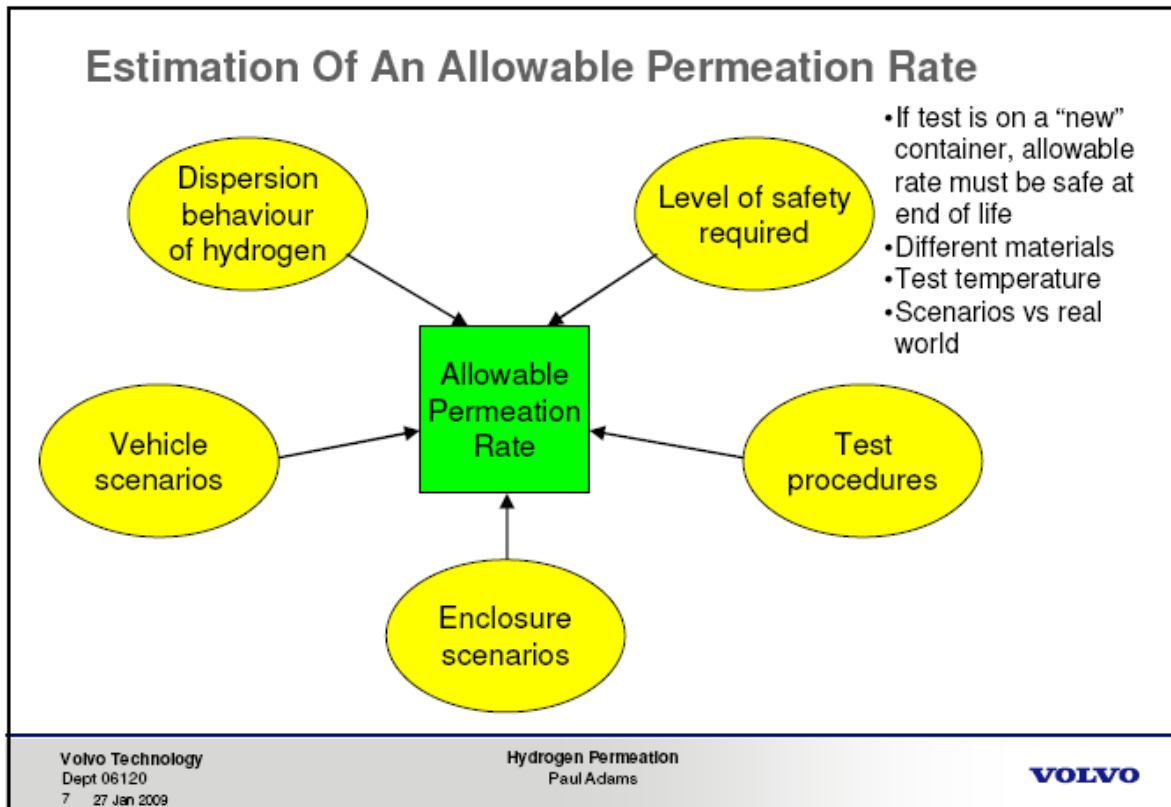 Estimation Of An Allowable Permeation Rate
Dispersion
behaviour
of hydrogen
Level of safety
required
•If test is on a “new”
container, allowable
rate must be safe at
end of life
•Different materials
•Test temperature
•Scenarios vs real
world
Allowable
Permeation
Rate
Vehicle
scenarios
Test
procedures
Enclosure
scenarios
Volvo Technology
Dept 06120
7 27 Jan 2009
Hydrogen Permeation
Paul Adams
VOLVO